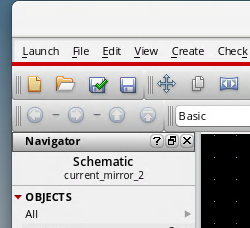 Launch File Edit View Create Check
Basic
Navigator
Schematic
current_mirror_2
OBJECTS
All